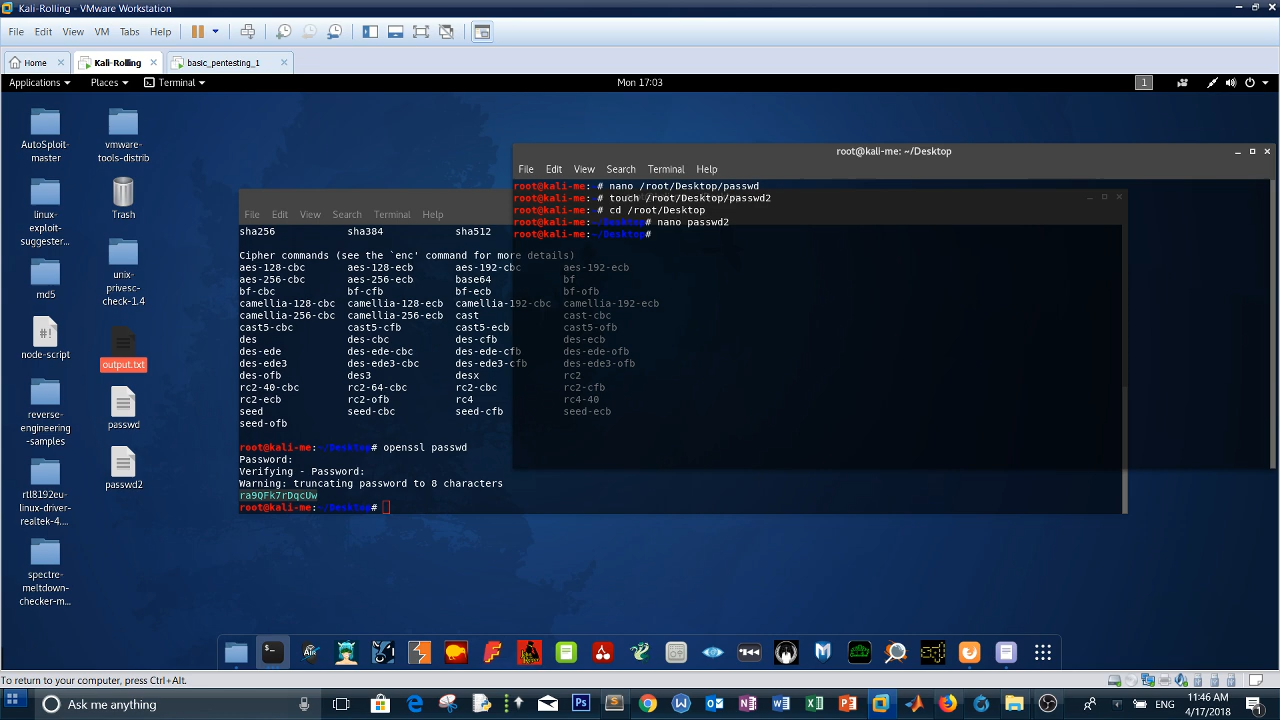 Kali-Rolling - VMware Workstation
File Edit View VM Tabs Help
Home Kali-Rolling basic_pentesting_1
Applications Places Terminal Mon 17:03 1
AutoSploit-master
vmware-tools-distrib
linux-exploit-suggester...
Trash
md5
unix-privesc-check-1.4
node-script
output.txt
reverse-engineering-samples
passwd
rtl8192eu-linux-driver-realtek-4....
passwd2
spectre-meltdown-checker-m...
root@kali-me: ~/Desktop
File Edit View Search Terminal Help
root@kali-me:~# nano /root/Desktop/passwd
root@kali-me:~# touch /root/Desktop/passwd2
root@kali-me:~# cd /root/Desktop
root@kali-me:~/Desktop# nano passwd2
root@kali-me:~/Desktop#
File Edit View Search Terminal Help
sha256 sha384 sha512
Cipher commands (see the `enc' command for more details)
aes-128-cbc aes-128-ecb aes-192-cbc aes-192-ecb
aes-256-cbc aes-256-ecb base64 bf
bf-cbc bf-cfb bf-ecb bf-ofb
camellia-128-cbc camellia-128-ecb camellia-192-cbc camellia-192-ecb
camellia-256-cbc camellia-256-ecb cast cast-cbc
cast5-cbc cast5-cfb cast5-ecb cast5-ofb
des des-cbc des-cfb des-ecb
des-ede des-ede-cbc des-ede-cfb des-ede-ofb
des-ede3 des-ede3-cbc des-ede3-cfb des-ede3-ofb
des-ofb des3 desx rc2
rc2-40-cbc rc2-64-cbc rc2-cbc rc2-cfb
rc2-ecb rc2-ofb rc4 rc4-40
seed seed-cbc seed-cfb seed-ecb
seed-ofb
root@kali-me:~/Desktop# openssl passwd
Password:
Verifying - Password:
Warning: truncating password to 8 characters
ra9QFk7rDqcUw
root@kali-me:~/Desktop#
To return to your computer, press Ctrl+Alt.
Ask me anything
ENG
11:46 AM
4/17/2018